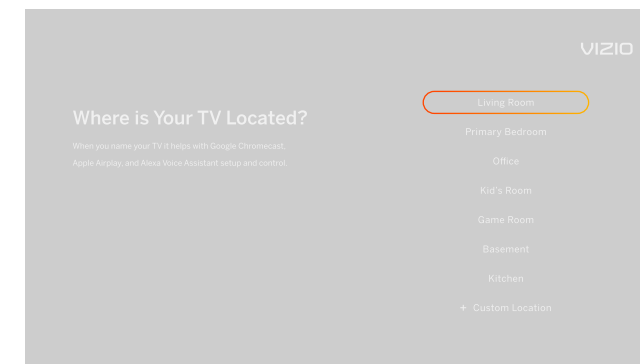 VIZIO
Where is Your TV Located?
When you name your TV it helps with Google Chromecast,
Apple Airplay, and Alexa Voice Assistant setup and control.
Living Room
Primary Bedroom
Office
Kid's Room
Game Room
Basement
Kitchen
+ Custom Location